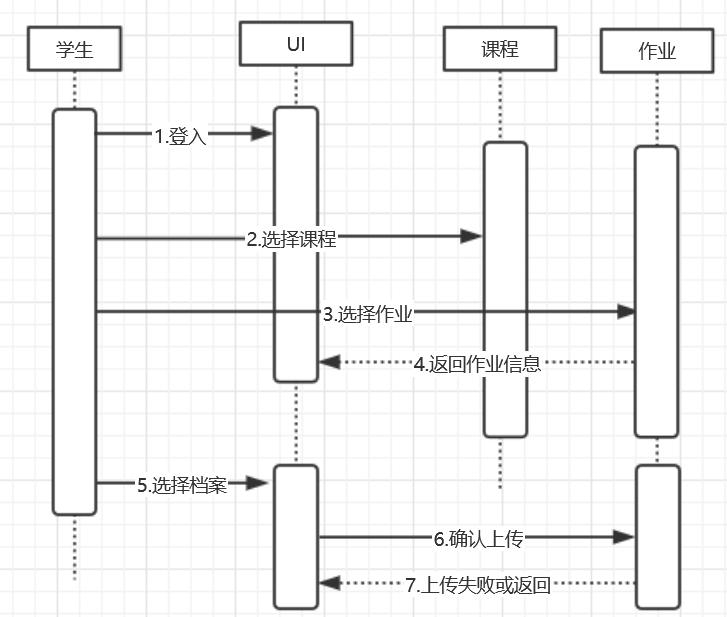 学生
UI
课程
作业
1.登入
2.选择课程
3.选择作业
4.返回作业信息
5.选择档案
6.确认上传
7.上传失败或返回